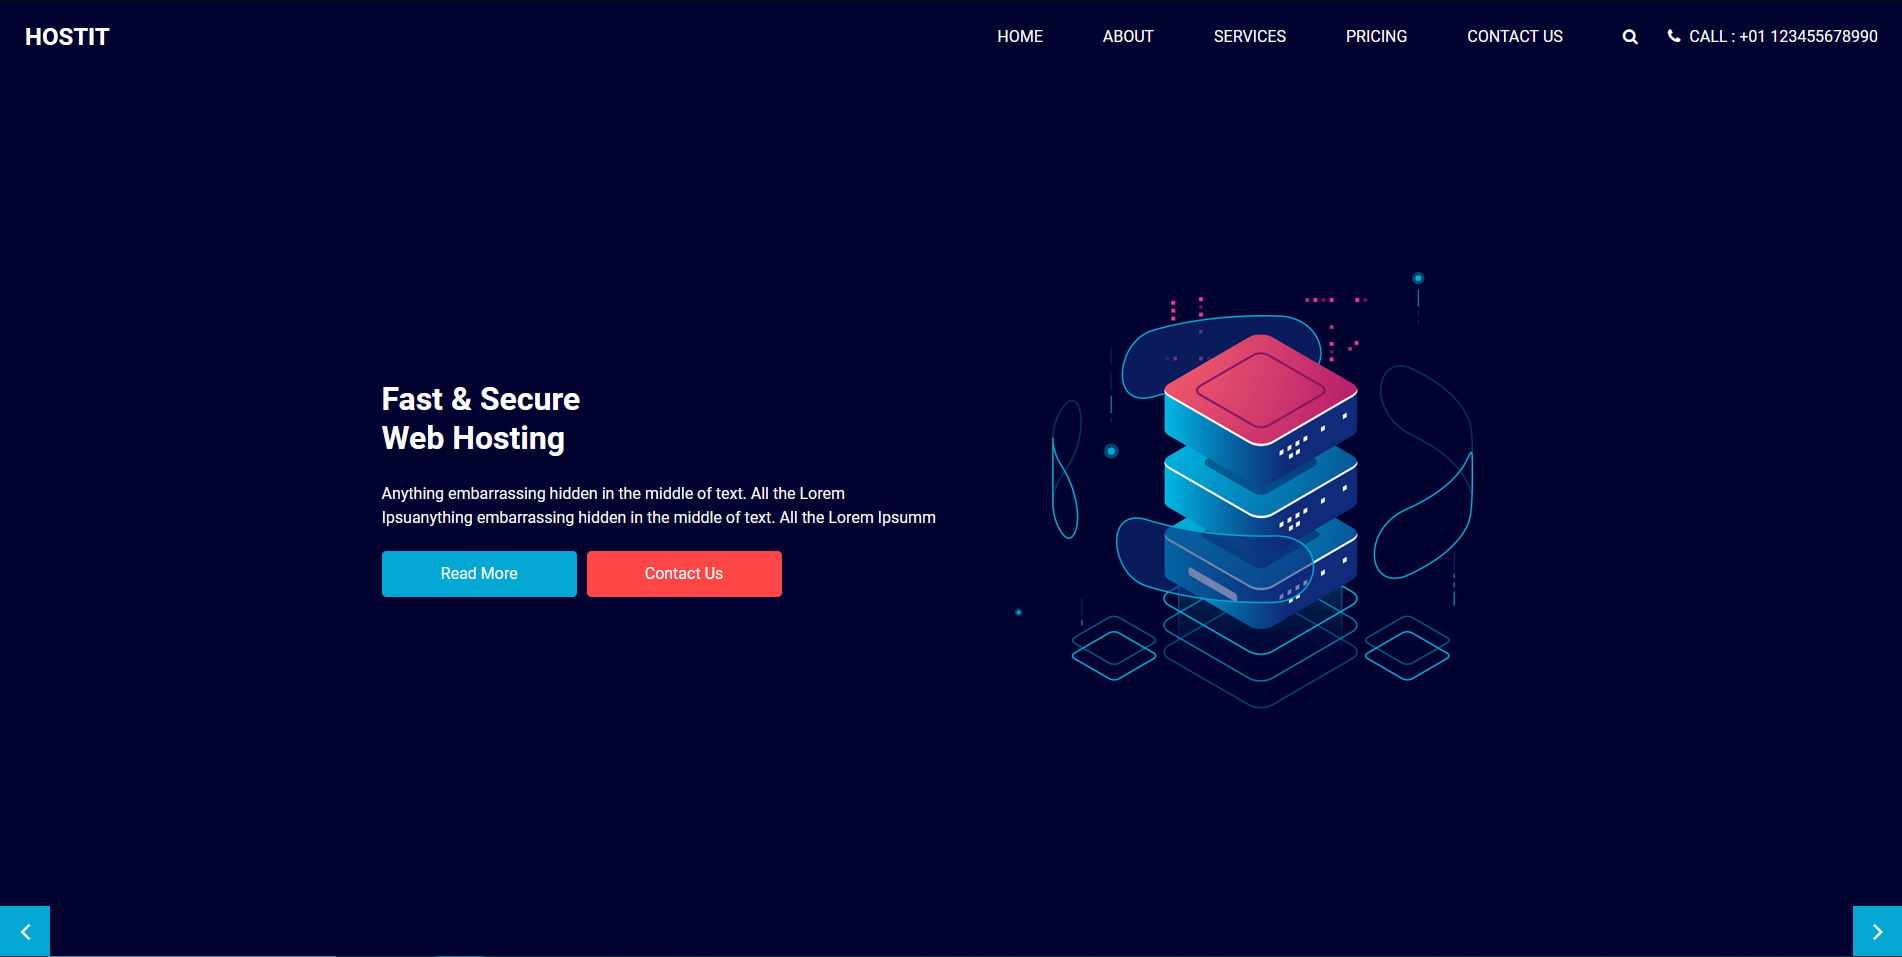 HOSTIT
HOME ABOUT SERVICES PRICING CONTACT US CALL : +01 123455678990
Fast & Secure
Web Hosting
Anything embarrassing hidden in the middle of text. All the Lorem
Ipsuanything embarrassing hidden in the middle of text. All the Lorem Ipsumm
Read More Contact Us